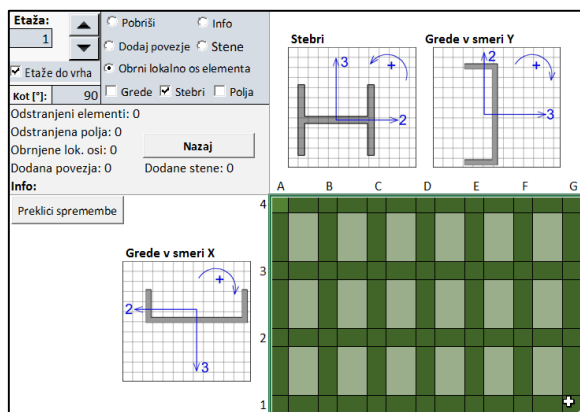 Etaža:
1
Pobriši
Info
Dodaj povezje
Stene
Etaže do vrha
Obrni lokalno os elementa
Kot [°]:
90
Grede
Stebri
Polja
Odstranjeni elementi: 0
Odstranjena polja: 0
Obrnjene lok. osi: 0
Nazaj
Dodana povezja: 0
Dodane stene: 0
Info:
Preklici spremembe
Stebri
3
+
2
Grede v smeri Y
2
+
3
Grede v smeri X
+
2
3
A B C D E F G
4
3
2
1